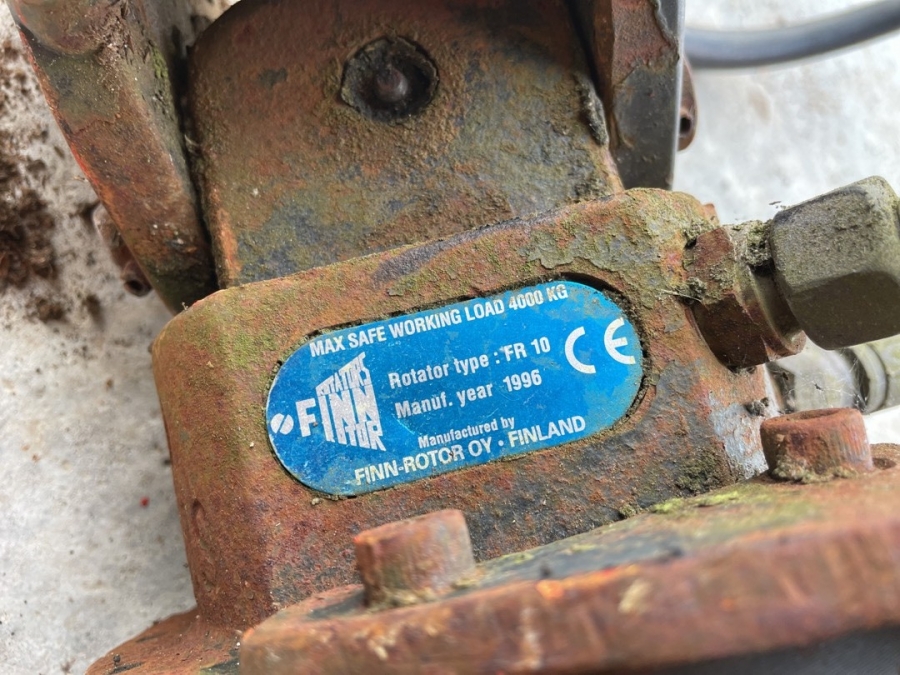 MAX SAFE WORKING LOAD 4000 KG
FINN ROTATORS
ROTOR
Rotator type : FR 10
Manuf. year 1996
CE
Manufactured by
FINN-ROTOR OY · FINLAND